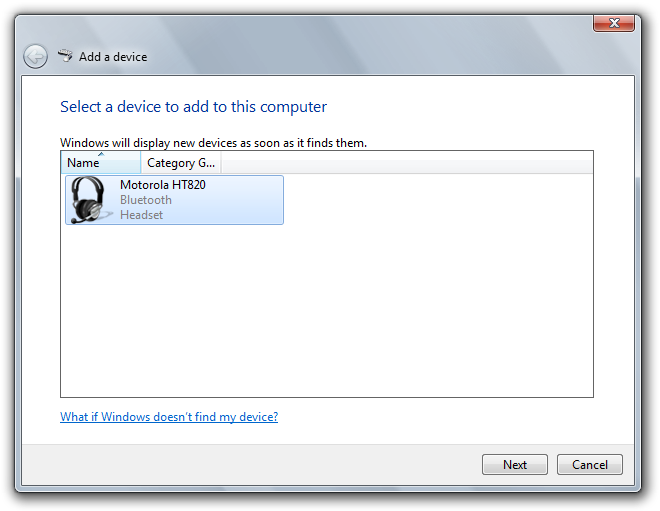 Add a device
Select a device to add to this computer
Windows will display new devices as soon as it finds them.
Name Category G...
Motorola HT820
Bluetooth
Headset
What if Windows doesn't find my device?
Next Cancel